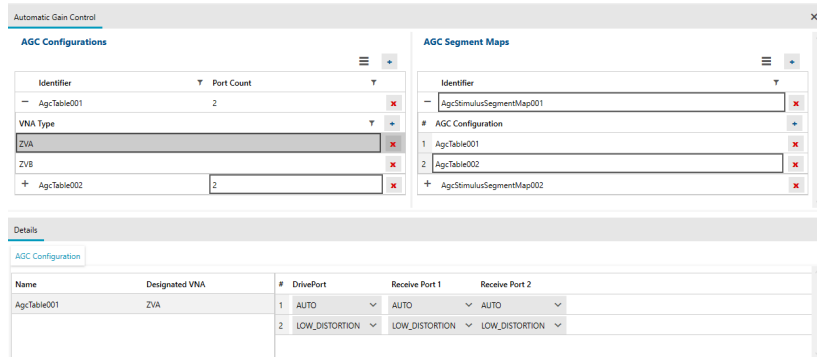 Automatic Gain Control
AGC Configurations
Identifier Port Count
AgcTable001 2
VNA Type
ZVA
ZVB
AgcTable002 2
AGC Segment Maps
Identifier
AgcStimulusSegmentMap001
# AGC Configuration
1 AgcTable001
2 AgcTable002
AgcStimulusSegmentMap002
Details
AGC Configuration
Name Designated VNA
AgcTable001 ZVA
# DrivePort Receive Port 1 Receive Port 2
1 AUTO AUTO AUTO
2 LOW_DISTORTION LOW_DISTORTION LOW_DISTORTION